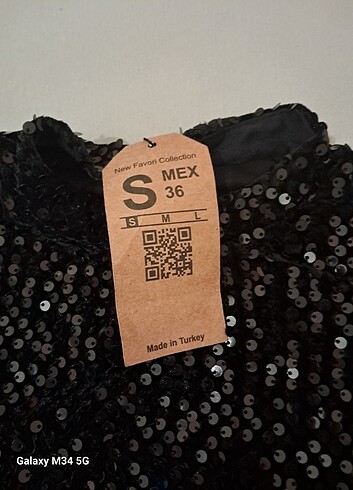 New Favori Collection
S MEX
36
S M L
Made in Turkey
Galaxy M34 5G